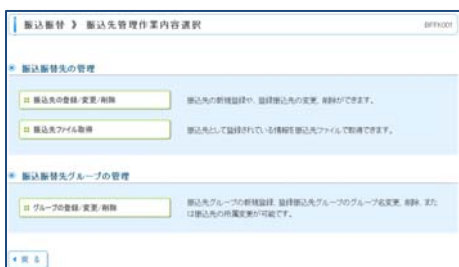 振込振替 》 振込先管理作業内容選択
BPTK001
振込振替先の管理
振込先の登録/変更/削除
振込先の新規登録や、登録振込先の変更、削除ができます。
振込先ファイル取得
振込先として登録されている情報を振込先ファイルで取得できます。
振込振替先グループの管理
グループの登録/変更/削除
振込先グループの新規登録、登録振込先グループのグループ名変更、削除、また
は振込先の所属変更が可能です。
戻る